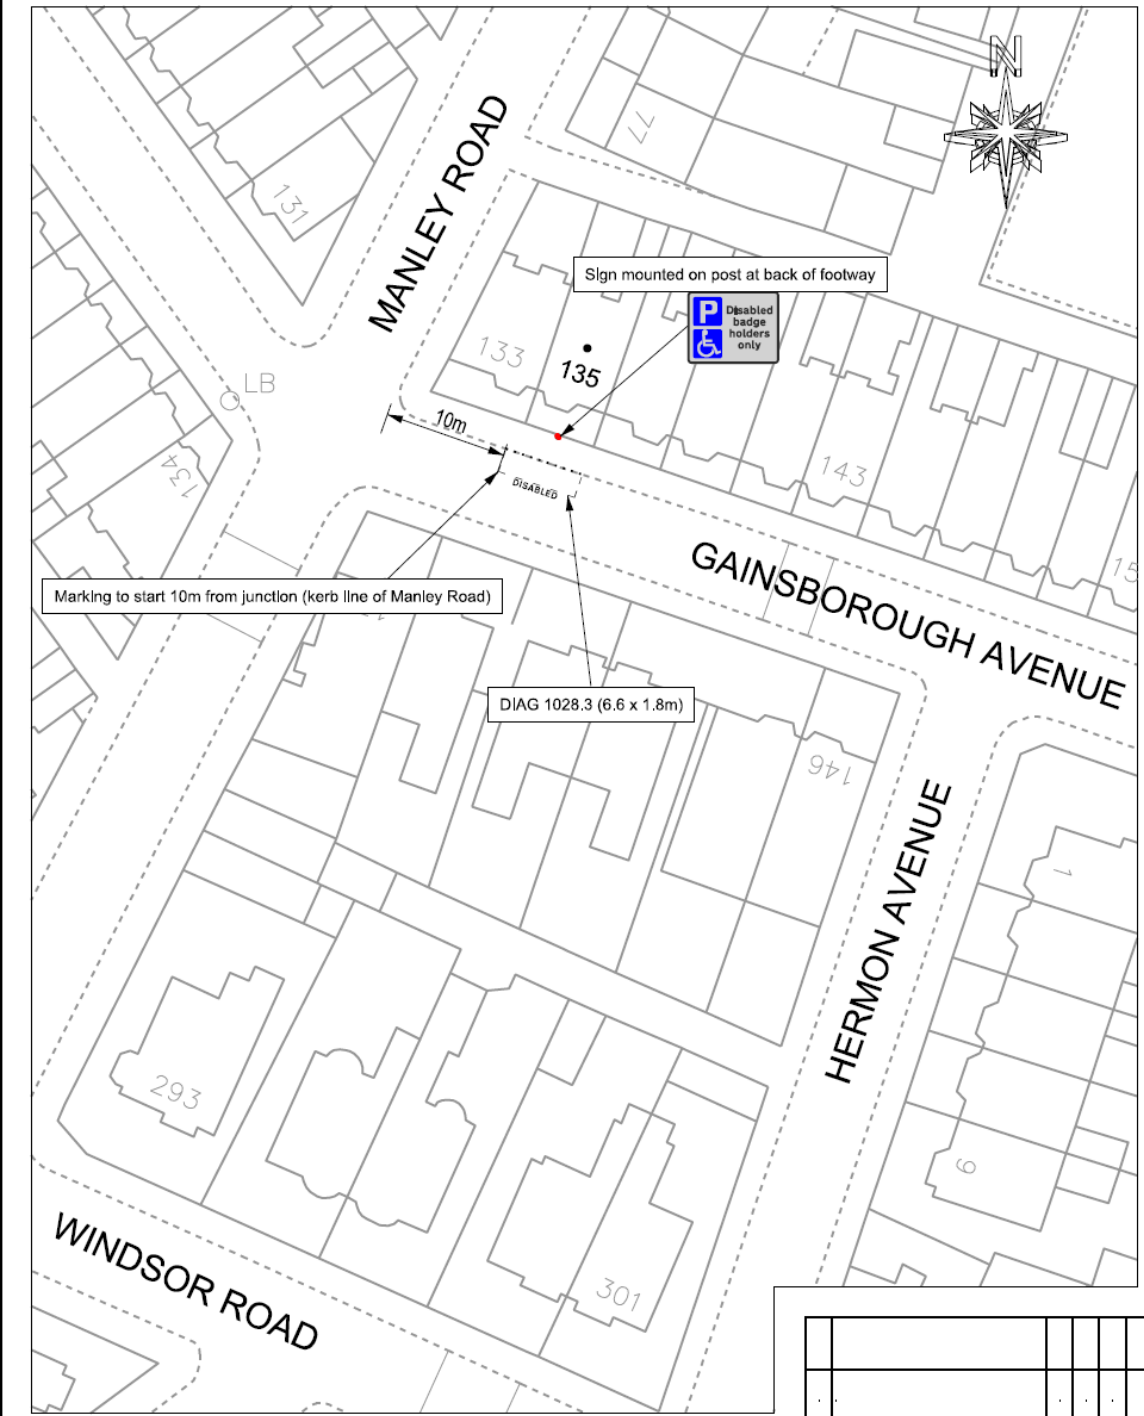 N
77
MANLEY ROAD
131
Sign mounted on post at back of footway
P
Disabled
badge
holders
only
133
135
LB
10m
134
143
DISABLED
GAINSBOROUGH AVENUE
Marking to start 10m from junction (kerb line of Manley Road)
DIAG 1028.3 (6.6 x 1.8m)
146
HERMON AVENUE
1
293
9
WINDSOR ROAD
301